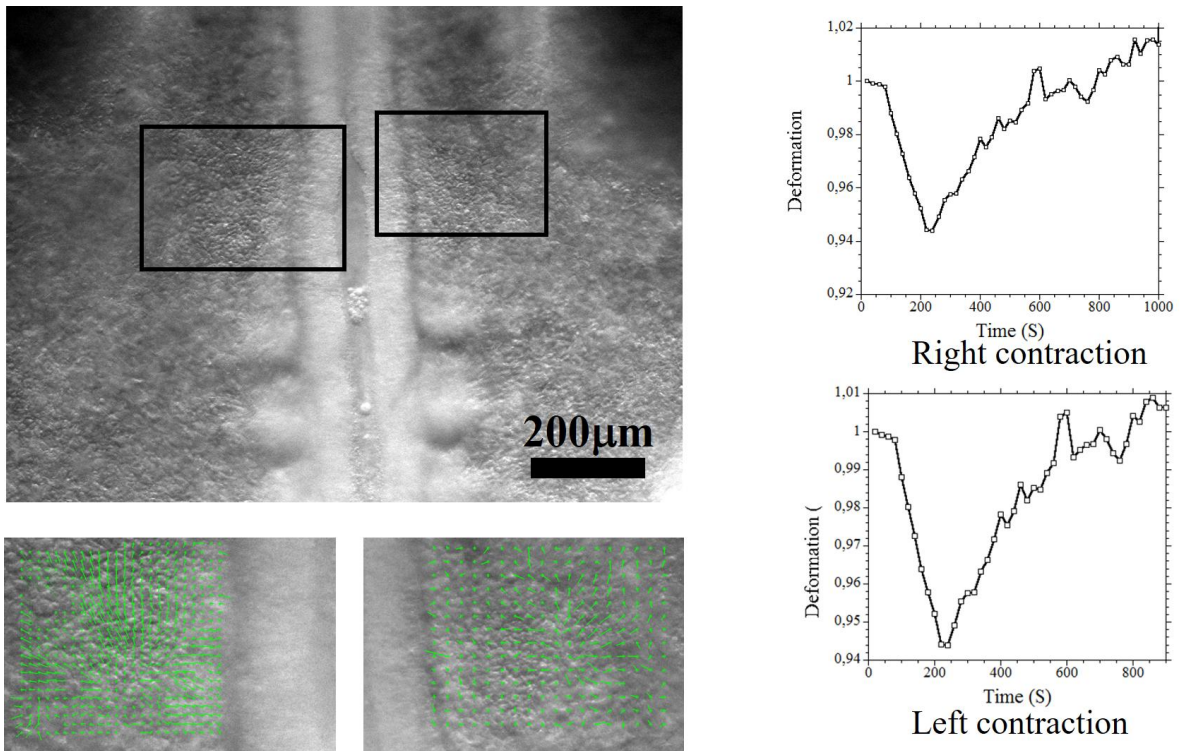 200µm
1,02
1
0,98
0,96
0,94
0,92
Deformation
0 200 400 600 800 1000
Time (S)
Right contraction
1,01
1
0,99
0,98
0,97
0,96
0,95
0,94
Deformation (
0 200 400 600 800
Time (S)
Left contraction